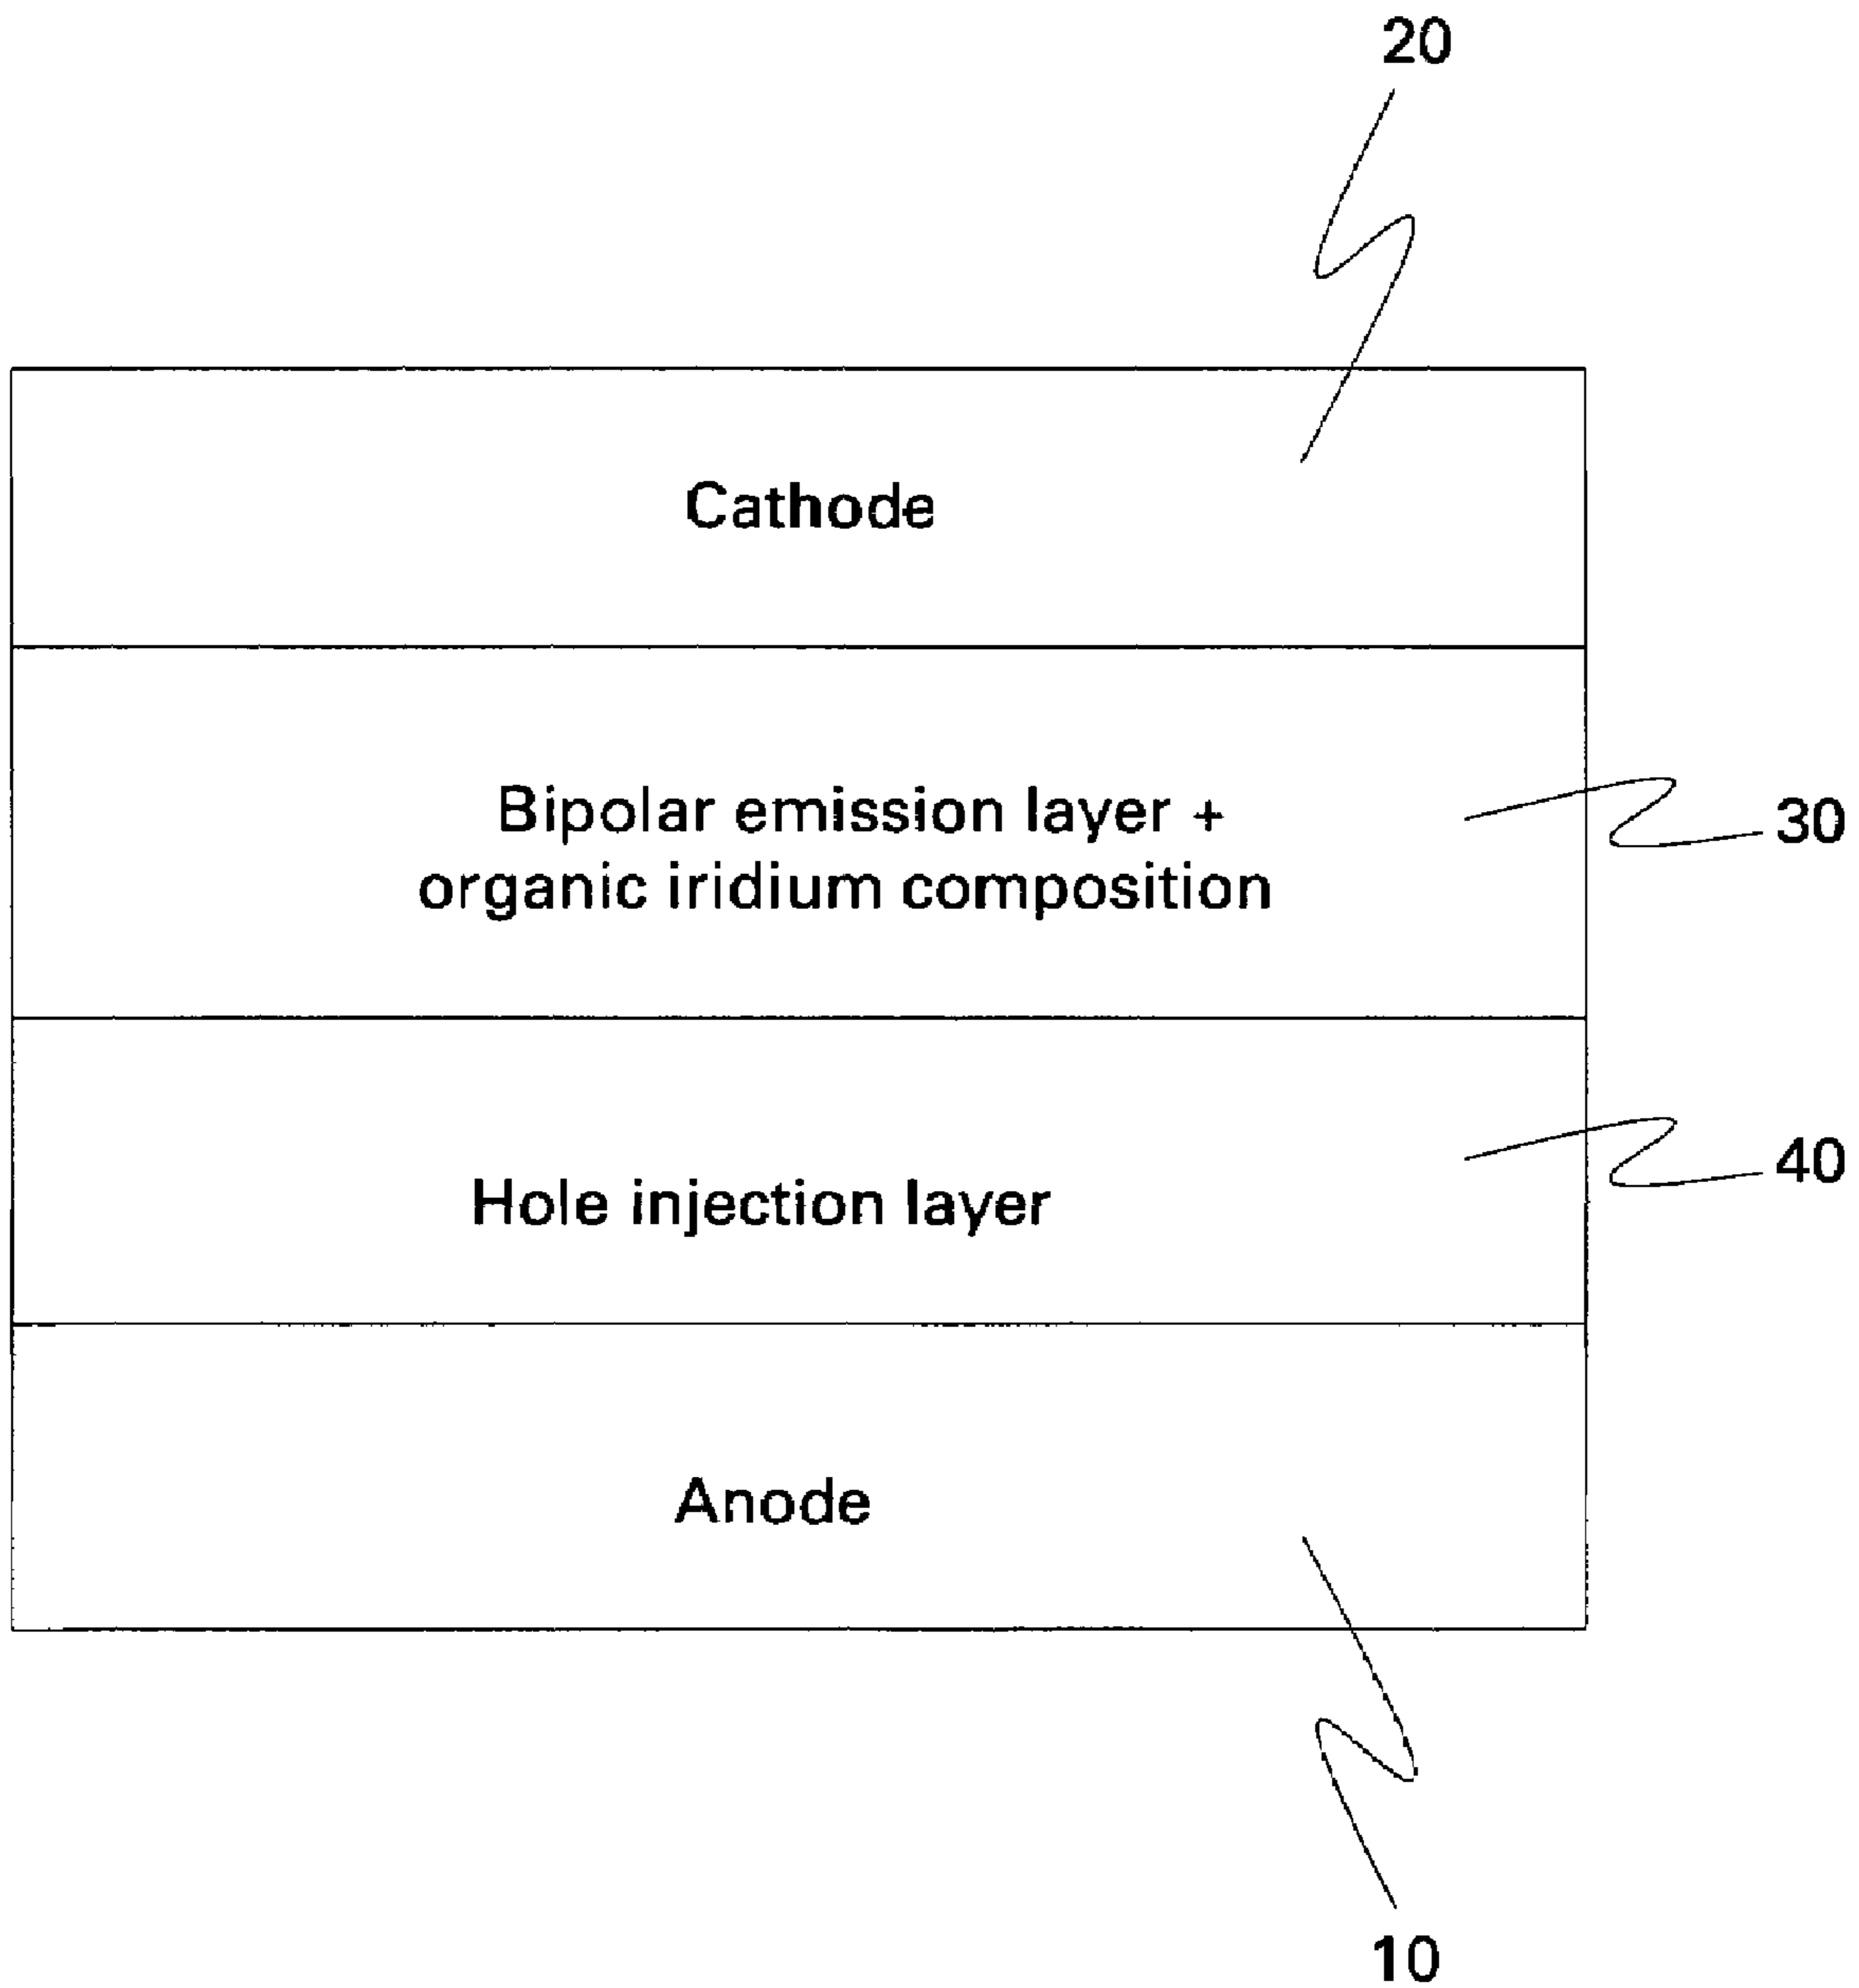 20
Cathode
Bipolar emission layer +
organic iridium composition
30
Hole injection layer
40
Anode
10